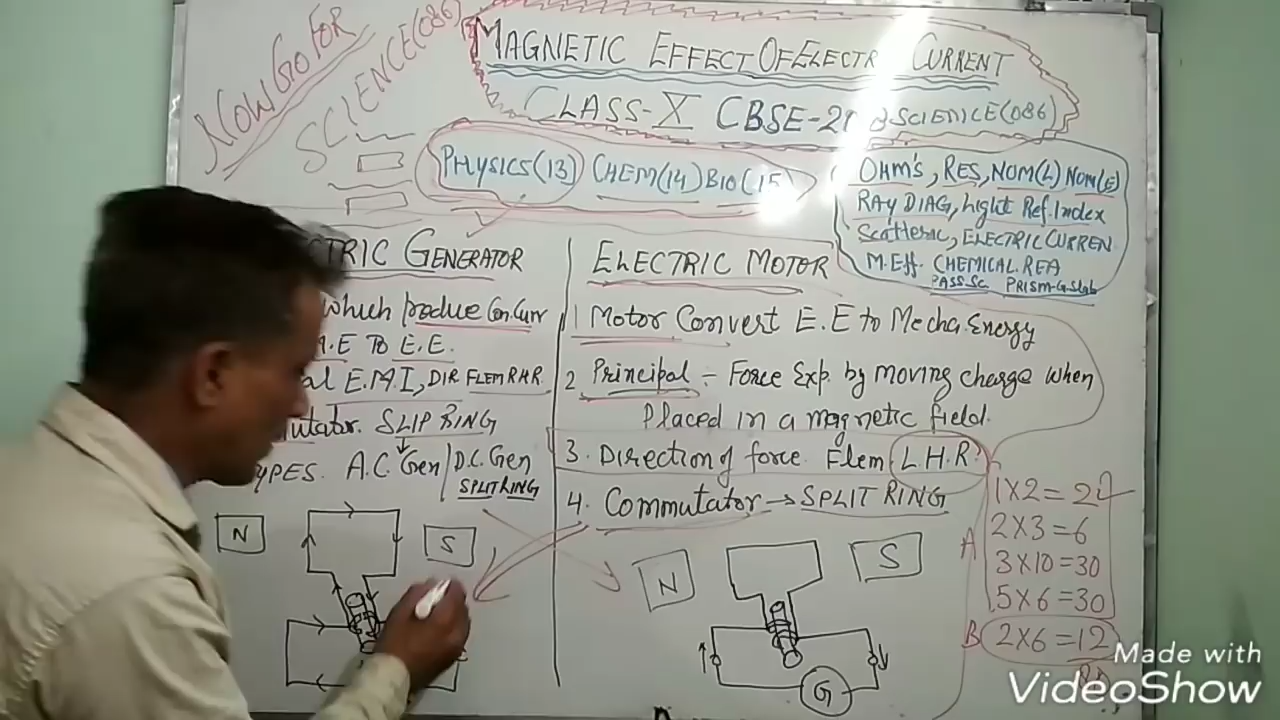 NOW GO FOR
SCIENCE(086)
MAGNETIC EFFECT OF ELECTR CURRENT
CLASS-X CBSE-20 SCIENCE(086)
PHYSICS(13) CHEM(14) BIO(15)
OHM'S, RES, NOM(L) NOM(E)
RAY DIAG, Light Ref. Index
ELECTRIC CURREN
M.Eff. CHEMICAL.REA
PASS.Sc PRISM-G.Slab
TRIC GENERATOR
which produce Con. Curr
M.E TO E.E.
al E.M.I, DIR FLEM RHR
utator. SLIP RING
YPES. A.C Gen/D.C. Gen
SPLIT RING
N
S
ELECTRIC MOTOR
1 Motor Convert E.E to Mecha. Energy
2 Principal - Force Exp. by moving charge when
Placed in a magnetic field.
3. Direction of force Flem L.H.R.
4. Commutator → SPLIT RING
N
S
G
A
1X2=2
2X3=6
3X10=30
5X6=30
B 2X6=12
Made with
VideoShow